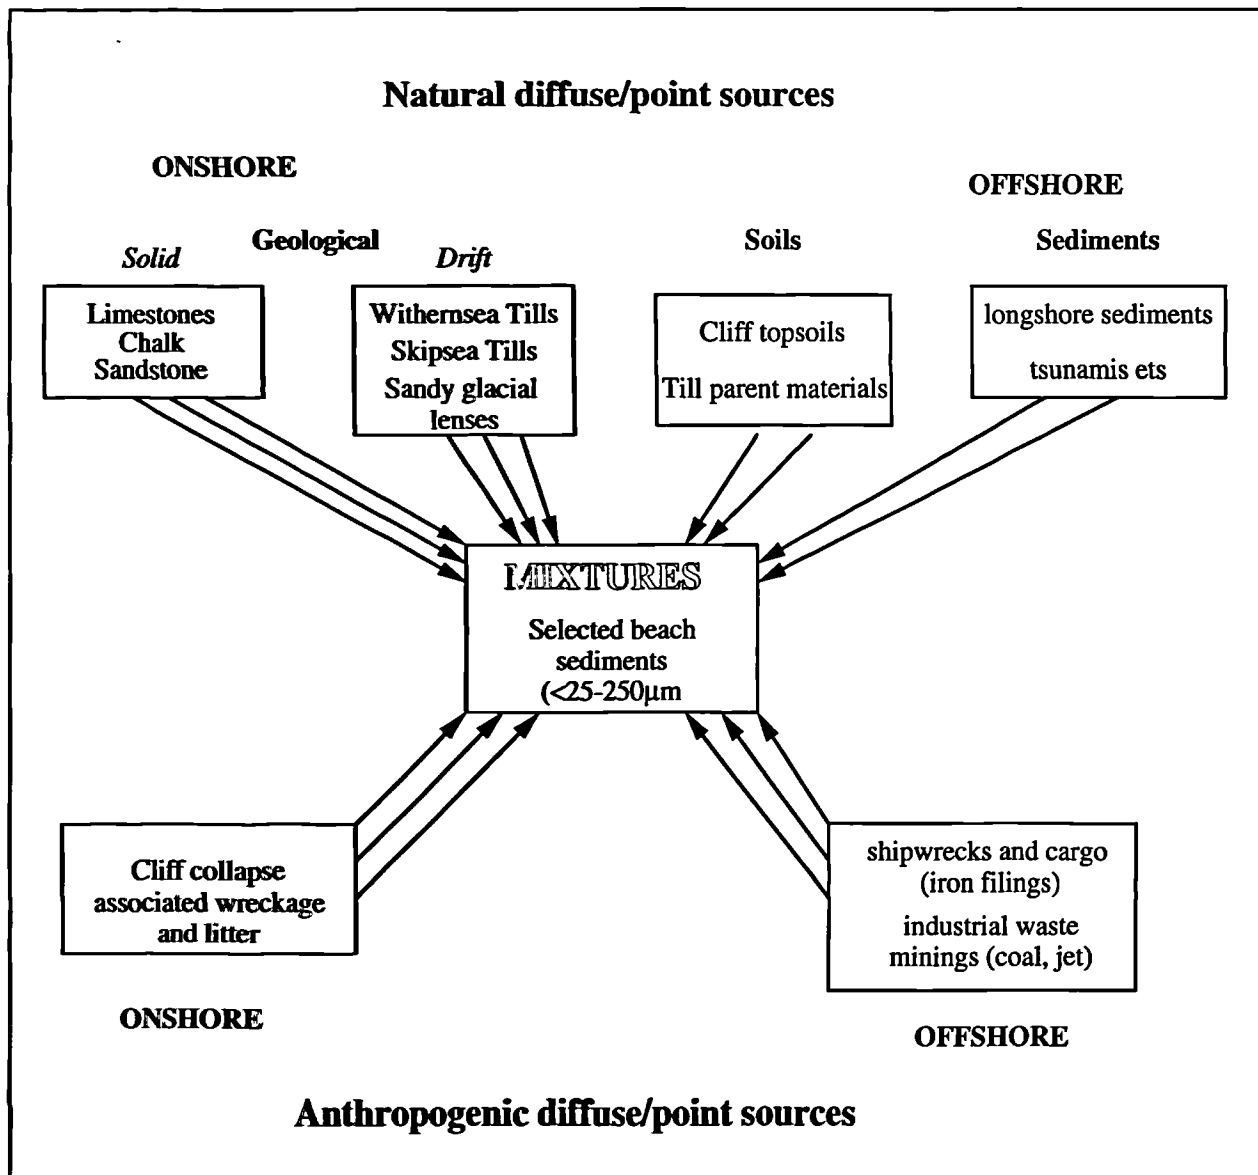 Natural diffuse/point sources
ONSHORE
OFFSHORE
Geological
Solid
Drift
Soils
Sediments
Limestones
Chalk
Sandstone
Withernsea Tills
Skipsea Tills
Sandy glacial
lenses
Cliff topsoils
Till parent materials
longshore sediments
tsunamis ets
MIXTURES
Selected beach
sediments
(<25-250µm
Cliff collapse
associated wreckage
and litter
shipwrecks and cargo
(iron filings)
industrial waste
minings (coal, jet)
ONSHORE
OFFSHORE
Anthropogenic diffuse/point sources